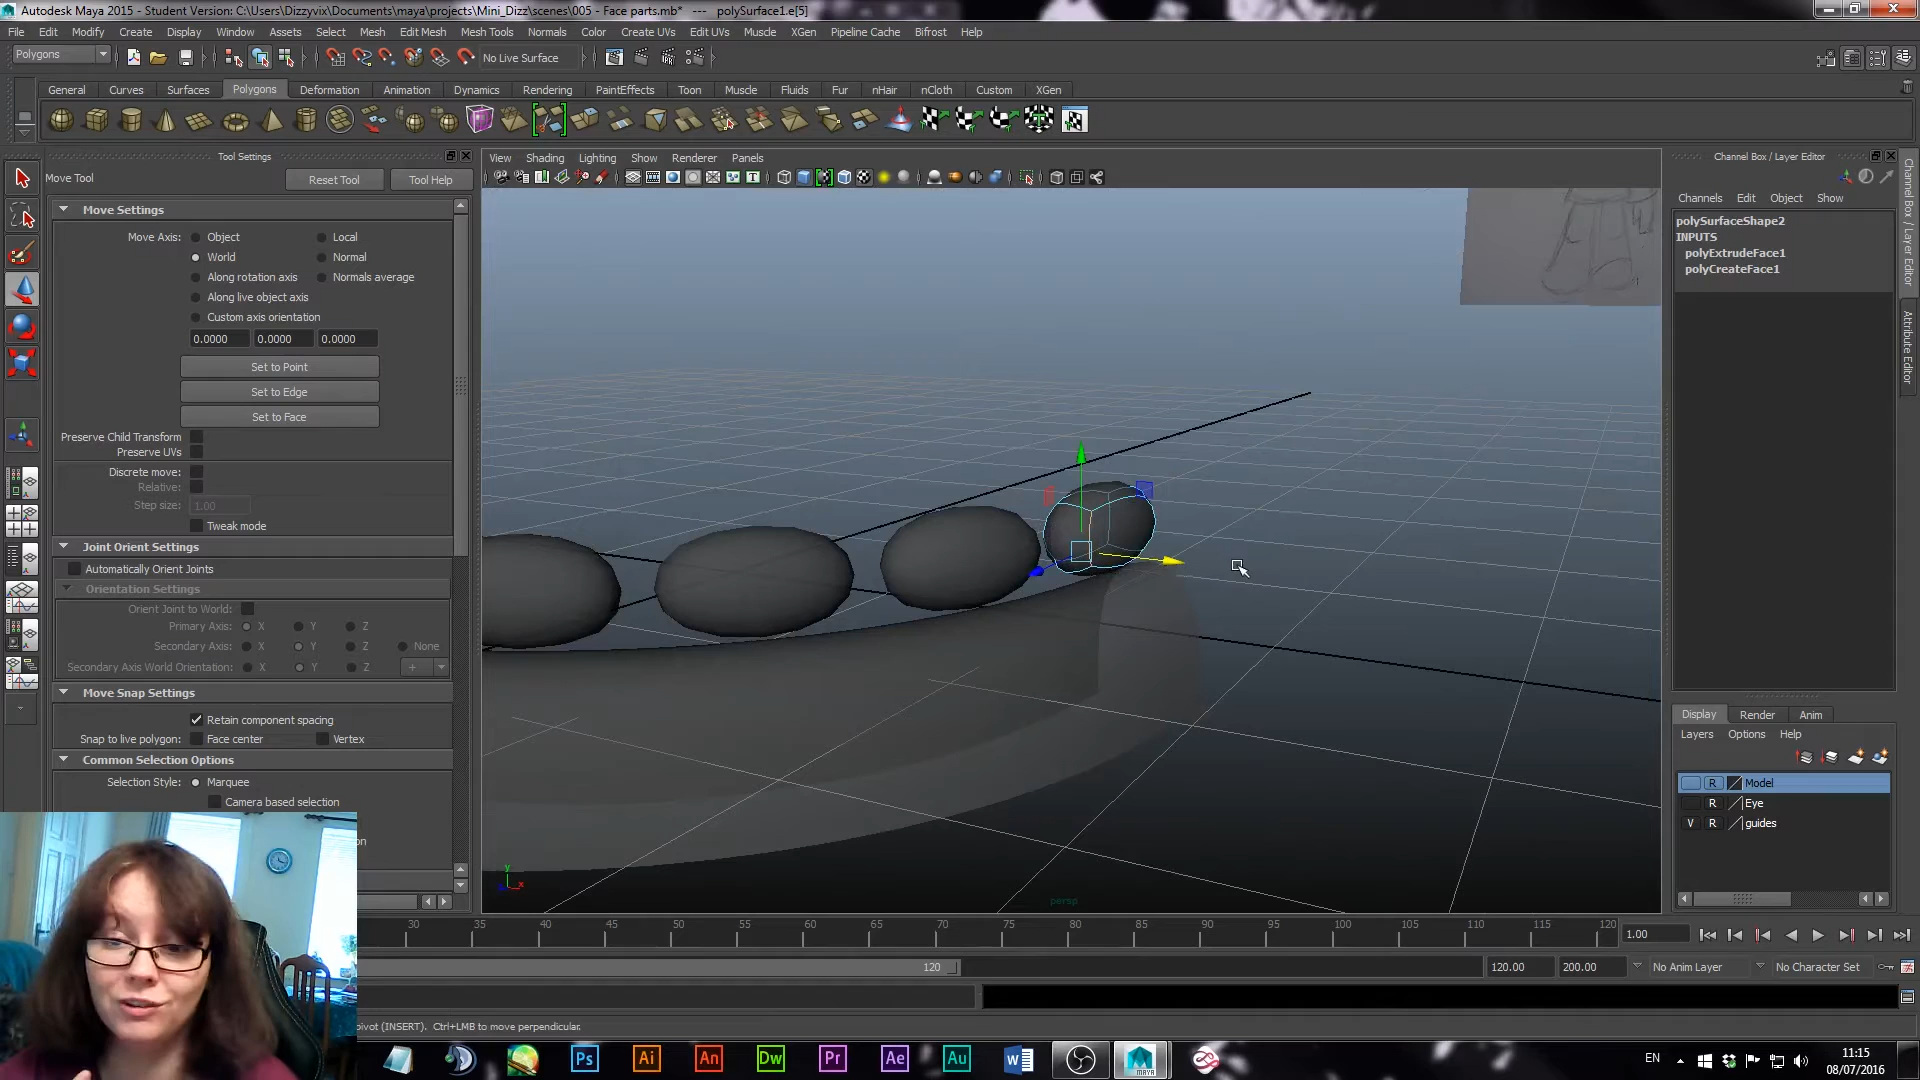 Autodesk Maya 2015 - Student Version: C:\Users\Dizzyvix\Documents\maya\projects\Mini_Dizz\scenes\005 - Face parts.mb* --- polySurface1.e[5]
File Edit Modify Create Display Window Assets Select Mesh Edit Mesh Mesh Tools Normals Color Create UVs Edit UVs Muscle XGen Pipeline Cache Bifrost Help
Polygons No Live Surface
General Curves Surfaces Polygons Deformation Animation Dynamics Rendering PaintEffects Toon Muscle Fluids Fur nHair nCloth Custom XGen
Tool Settings
Move Tool Reset Tool Tool Help
Move Settings
Move Axis: Object Local
World Normal
Along rotation axis Normals average
Along live object axis
Custom axis orientation
0.0000 0.0000 0.0000
Set to Point
Set to Edge
Set to Face
Preserve Child Transform
Preserve UVs
Discrete move:
Relative:
Step size: 1.00
Tweak mode
Joint Orient Settings
Automatically Orient Joints
Orientation Settings
Orient Joint to World:
Primary Axis: X Y Z
Secondary Axis: X Y Z None
Secondary Axis World Orientation: X Y Z +
Move Snap Settings
Retain component spacing
Snap to live polygon: Face center Vertex
Common Selection Options
Selection Style: Marquee
Camera based selection
on
View Shading Lighting Show Renderer Panels
y
x
persp
Channel Box / Layer Editor
Channels Edit Object Show
polySurfaceShape2
INPUTS
polyExtrudeFace1
polyCreateFace1
Channel Box / Layer Editor
Attribute Editor
Display Render Anim
Layers Options Help
R Model
R Eye
V R guides
30 35 40 45 50 55 60 65 70 75 80 85 90 95 100 105 110 115 120
1.00
120
120.00 200.00 No Anim Layer No Character Set
ivot (INSERT). Ctrl+LMB to move perpendicular.
Ps Ai An Dw Pr Ae Au W MAYA
EN
11:15
08/07/2016